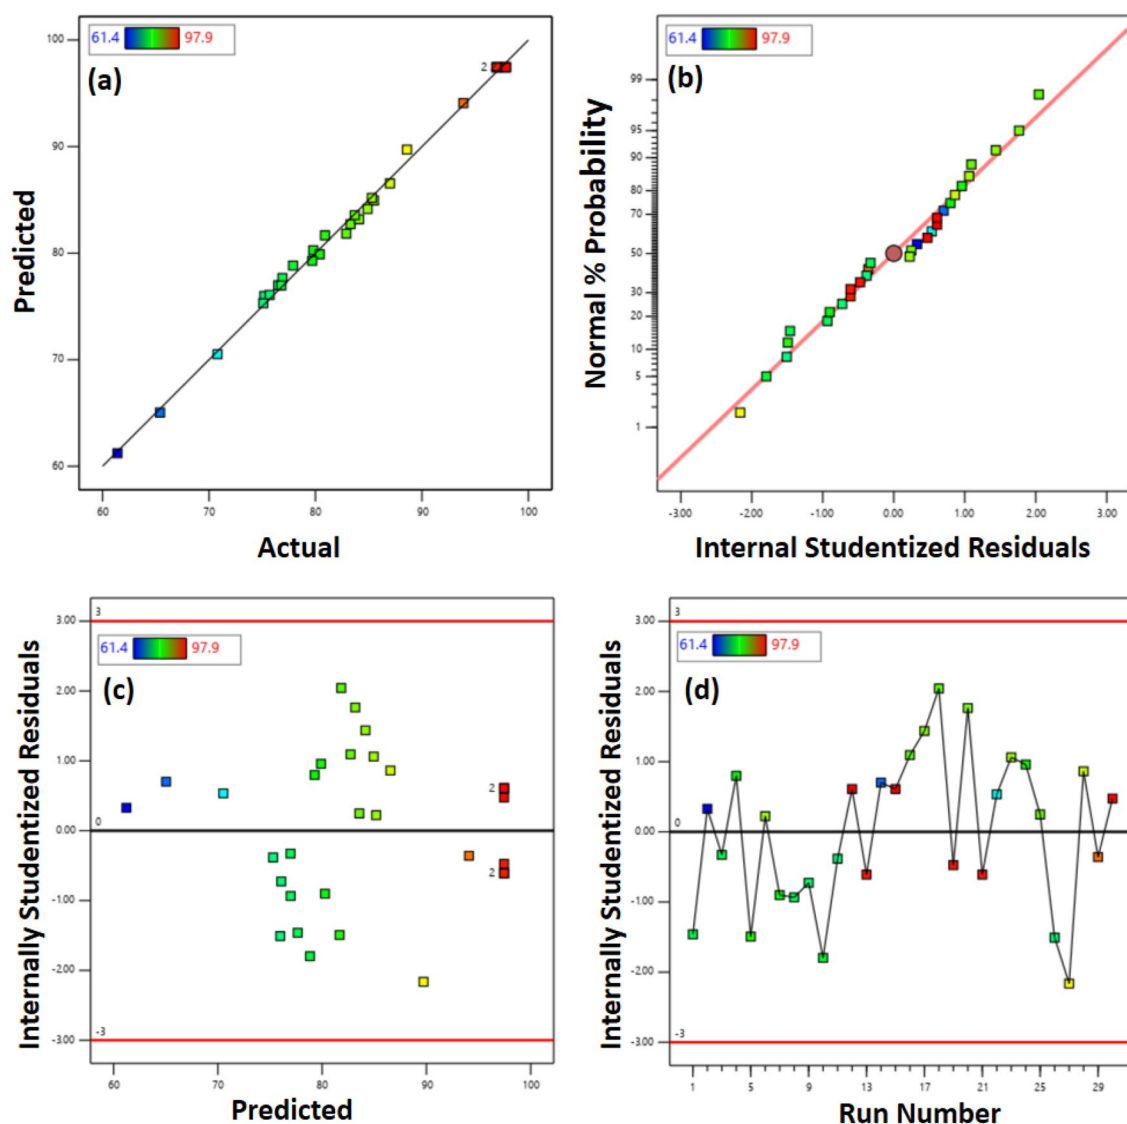 61.4 97.9
(a)
100
90
80
70
60
2
Predicted
60 70 80 90 100
Actual
61.4 97.9
(b)
99
95
90
80
70
50
30
20
10
5
1
Normal % Probability
-3.00 -2.00 -1.00 0.00 1.00 2.00 3.00
Internal Studentized Residuals
3
61.4 97.9
(c)
3.00
2.00
1.00
0.00
-1.00
-2.00
-3.00
0
2
2
-3
Internally Studentized Residuals
60 70 80 90 100
Predicted
3
61.4 97.9
(d)
3.00
2.00
1.00
0.00
-1.00
-2.00
-3.00
0
-3
Internally Studentized Residuals
1 5 9 13 17 21 25 29
Run Number